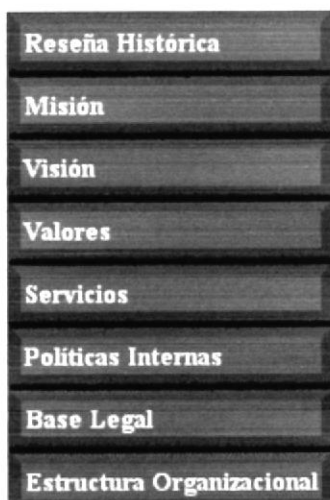 Reseña Histórica
Misión
Visión
Valores
Servicios
Políticas Internas
Base Legal
Estructura Organizacional